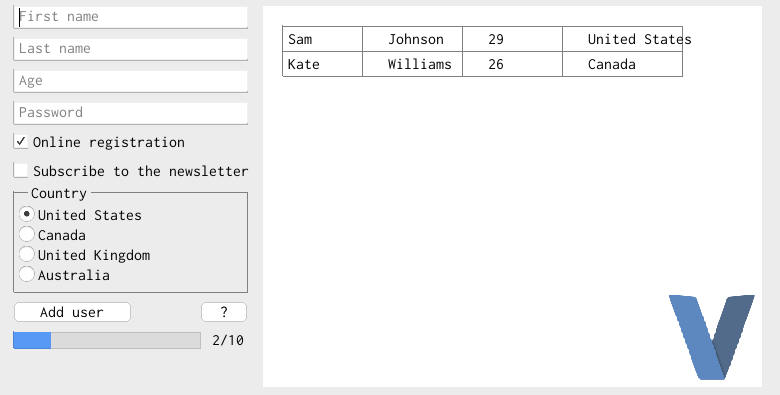 First name
Last name
Age
Password
Online registration
Subscribe to the newsletter
Country
United States
Canada
United Kingdom
Australia
Add user ?
2/10
Sam Johnson 29 United States
Kate Williams 26 Canada